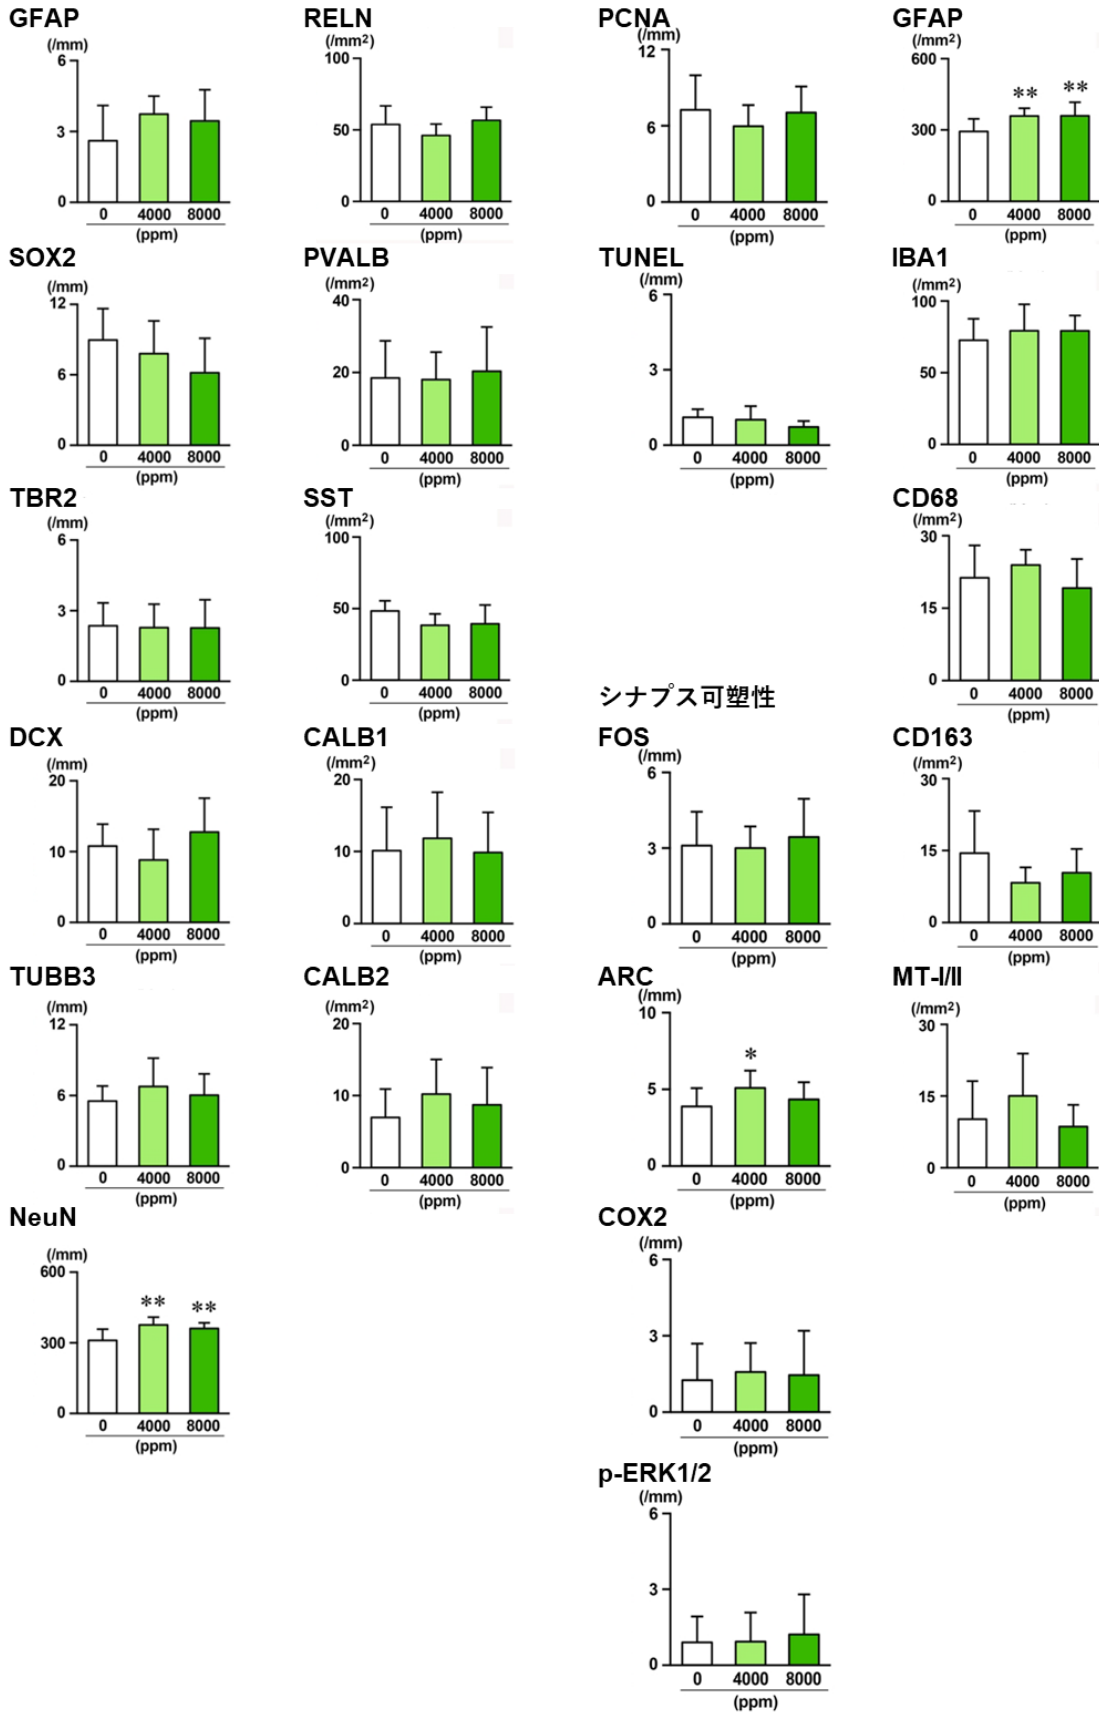 GFAP
(/mm)
6
3
0
0 4000 8000
(ppm)
SOX2
(/mm)
12
6
0
0 4000 8000
(ppm)
TBR2
(/mm)
6
3
0
0 4000 8000
(ppm)
DCX
(/mm)
20
10
0
0 4000 8000
(ppm)
TUBB3
(/mm)
12
6
0
0 4000 8000
(ppm)
NeuN
(/mm)
600
300
0
** **
0 4000 8000
(ppm)
RELN
(/mm²)
100
50
0
0 4000 8000
(ppm)
PVALB
(/mm²)
40
20
0
0 4000 8000
(ppm)
SST
(/mm²)
100
50
0
0 4000 8000
(ppm)
CALB1
(/mm²)
20
10
0
0 4000 8000
(ppm)
CALB2
(/mm²)
20
10
0
0 4000 8000
(ppm)
PCNA
(/mm)
12
6
0
0 4000 8000
(ppm)
TUNEL
(/mm)
6
3
0
0 4000 8000
(ppm)
シナプス可塑性
FOS
(/mm)
6
3
0
0 4000 8000
(ppm)
ARC
(/mm)
10
5
0
*
0 4000 8000
(ppm)
COX2
(/mm)
6
3
0
0 4000 8000
(ppm)
p-ERK1/2
(/mm)
6
3
0
0 4000 8000
(ppm)
GFAP
(/mm²)
600
300
0
** **
0 4000 8000
(ppm)
IBA1
(/mm²)
100
50
0
0 4000 8000
(ppm)
CD68
(/mm²)
30
15
0
0 4000 8000
(ppm)
CD163
(/mm²)
30
15
0
0 4000 8000
(ppm)
MT-I/II
(/mm²)
30
15
0
0 4000 8000
(ppm)